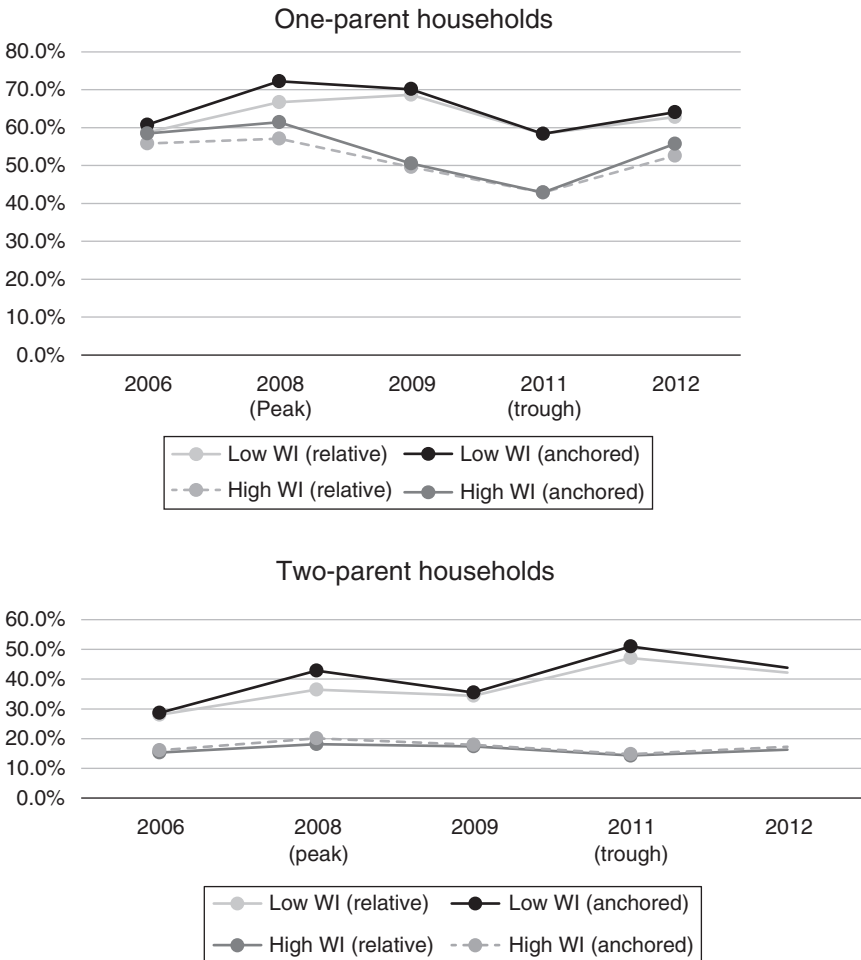 One-parent households
80.0%
70.0%
60.0%
50.0%
40.0%
30.0%
20.0%
10.0%
0.0%
2006 2008 2009 2011 2012
(Peak) (trough)
Low WI (relative) Low WI (anchored)
High WI (relative) High WI (anchored)
Two-parent households
60.0%
50.0%
40.0%
30.0%
20.0%
10.0%
0.0%
2006 2008 2009 2011 2012
(peak) (trough)
Low WI (relative) Low WI (anchored)
High WI (relative) High WI (anchored)